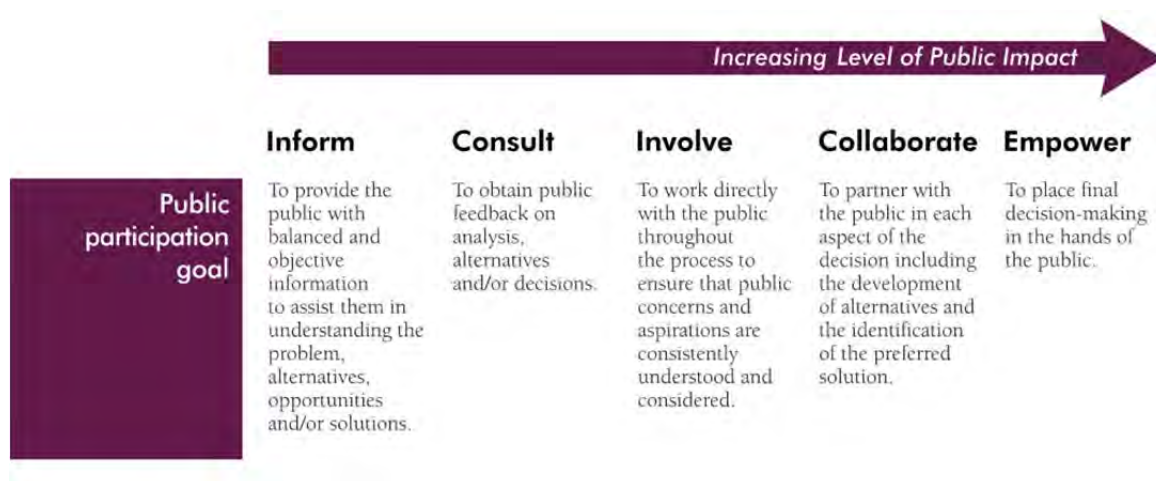 Increasing Level of Public Impact
Inform
Consult
Involve
Collaborate
Empower
Public
participation
goal
To provide the
public with
balanced and
objective
information
to assist them in
understanding the
problem,
alternatives,
opportunities
and/or solutions.
To obtain public
feedback on
analysis,
alternatives
and/or decisions.
To work directly
with the public
throughout
the process to
ensure that public
concerns and
aspirations are
consistently
understood and
considered.
To partner with
the public in each
aspect of the
decision including
the development
of alternatives and
the identification
of the preferred
solution.
To place final
decision-making
in the hands of
the public.